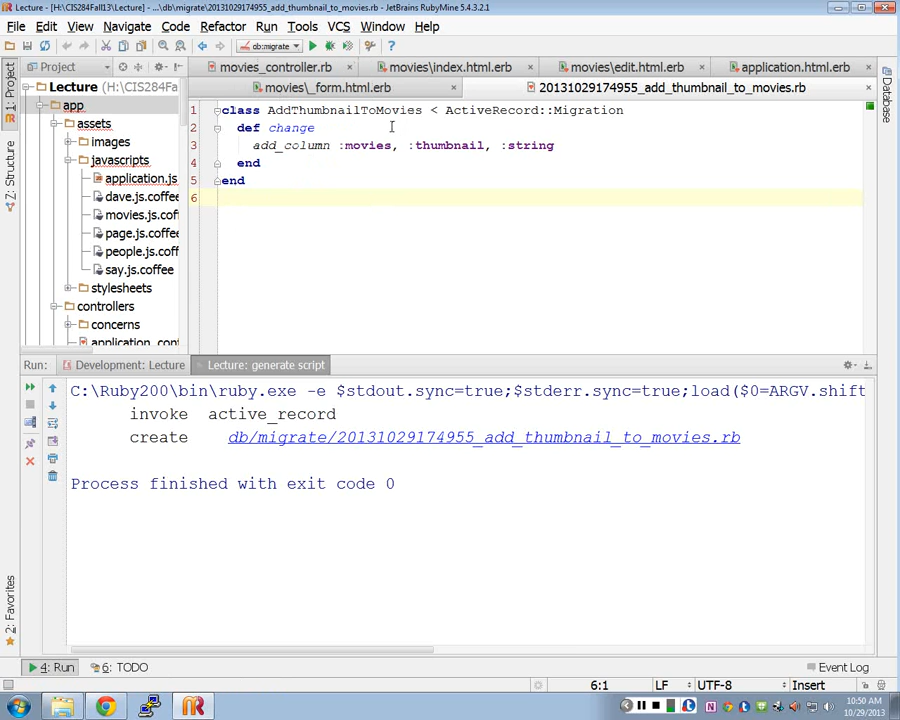 Lecture - [H:\CIS284Fall13\Lecture] - ...\db\migrate\20131029174955_add_thumbnail_to_movies.rb - JetBrains RubyMine 5.4.3.2.1
File Edit View Navigate Code Refactor Run Tools VCS Window Help
db:migrate
Project
movies_controller.rb movies\index.html.erb movies\edit.html.erb application.html.erb
movies\_form.html.erb 20131029174955_add_thumbnail_to_movies.rb
1: Project
Z: Structure
2: Favorites
Database
Lecture (H:\CIS284Fa
app
assets
images
javascripts
application.js
dave.js.coffee
movies.js.coffee
page.js.coffee
people.js.coffee
say.js.coffee
stylesheets
controllers
concerns
application_cont
1 class AddThumbnailToMovies < ActiveRecord::Migration
2 def change
3 add_column :movies, :thumbnail, :string
4 end
5 end
6
Run: Development: Lecture Lecture: generate script
C:\Ruby200\bin\ruby.exe -e $stdout.sync=true;$stderr.sync=true;load($0=ARGV.shift
invoke active_record
create db/migrate/20131029174955_add_thumbnail_to_movies.rb
Process finished with exit code 0
4: Run 6: TODO Event Log
6:1 LF UTF-8 Insert
10:50 AM
10/29/2013